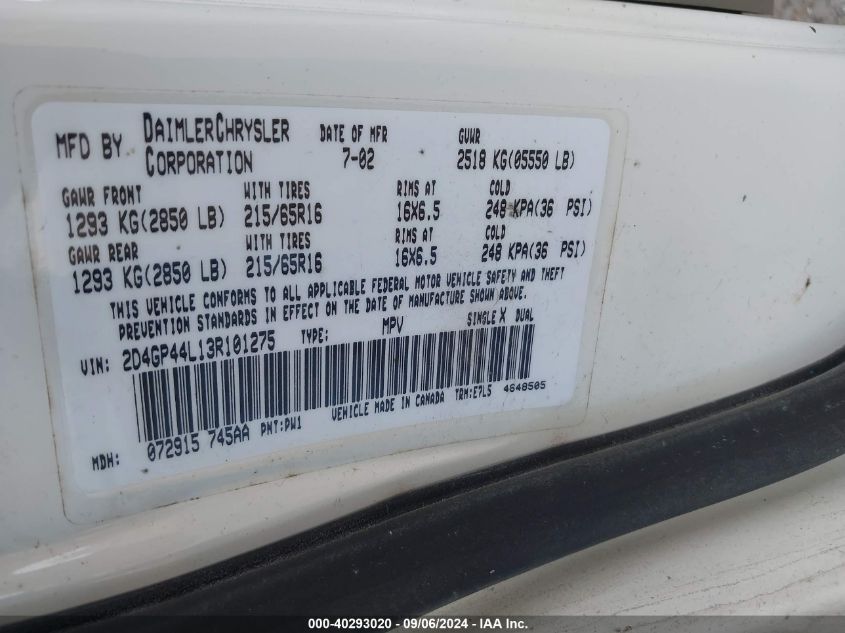 MFD BY DAIMLERCHRYSLER CORPORATION DATE OF MFR 7-02 GVWR 2518 KG(05550 LB)
GAWR FRONT WITH TIRES RIMS AT COLD
1293 KG(2850 LB) 215/65R16 16X6.5 248 KPA(36 PSI)
GAWR REAR WITH TIRES RIMS AT COLD
1293 KG(2850 LB) 215/65R16 16X6.5 248 KPA(36 PSI)
THIS VEHICLE CONFORMS TO ALL APPLICABLE FEDERAL MOTOR VEHICLE SAFETY AND THEFT
PREVENTION STANDARDS IN EFFECT ON THE DATE OF MANUFACTURE SHOWN ABOVE.
VIN: 2D4GP44L13R101275 TYPE: MPV SINGLE X DUAL
VEHICLE MADE IN CANADA TRM:E7L5 4648505
MDH: 072915 745AA PNT:PW1
000-40293020 - 09/06/2024 - IAA Inc.